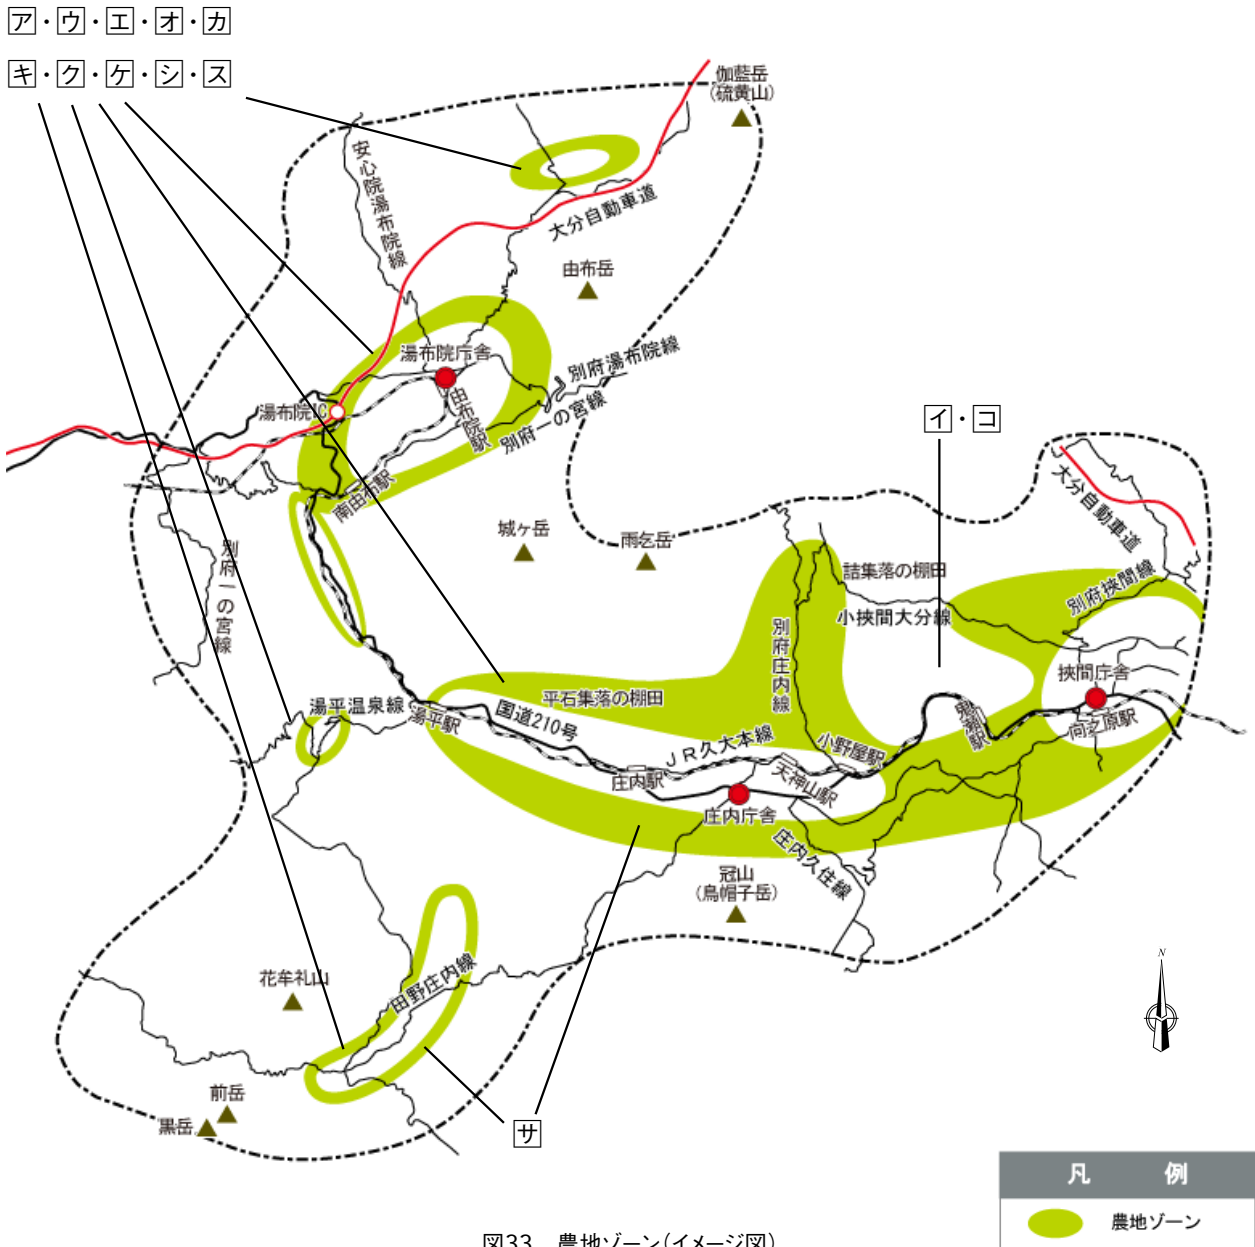 ア・ウ・エ・オ・カ
キ・ク・ケ・シ・ス
伽藍岳
(硫黄山)
安心院湯布院線
大分自動車道
由布岳
湯布院庁舎
別府湯布院線
湯布院IC
由布院駅
別府一の宮線
イ・コ
南由布駅
大分自動車道
城ヶ岳
雨乞岳
別府一の宮線
詰集落の棚田
別府挾間線
小挾間大分線
別府庄内線
挾間庁舎
平石集落の棚田
湯平温泉線
湯平駅
国道210号
鬼瀬駅
向之原駅
JR久大本線
小野屋駅
庄内駅
天神山駅
庄内庁舎
庄内久住線
冠山
(烏帽子岳)
N
花牟礼山
田野庄内線
前岳
黒岳
サ
凡 例
農地ゾーン
図33 農地ゾーン(イメージ図)